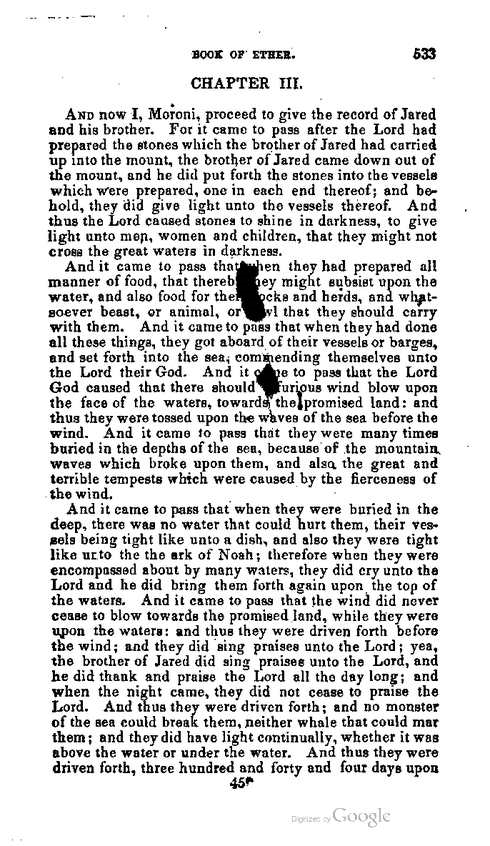 BOOK OF ETHER. 533
CHAPTER III.
AND now I, Moroni, proceed to give the record of Jared
and his brother. For it came to pass after the Lord had
prepared the stones which the brother of Jared had carried
up into the mount, the brother of Jared came down out of
the mount, and he did put forth the stones into the vessels
which were prepared, one in each end thereof; and be-
hold, they did give light unto the vessels thereof. And
thus the Lord caused stones to shine in darkness, to give
light unto men, women and children, that they might not
cross the great waters in darkness.
And it came to pass that when they had prepared all
manner of food, that thereby they might subsist upon the
water, and also food for their flocks and herds, and what-
soever beast, or animal, or fowl that they should carry
with them. And it came to pass that when they had done
all these things, they got aboard of their vessels or barges,
and set forth into the sea, commending themselves unto
the Lord their God. And it came to pass that the Lord
God caused that there should furious wind blow upon
the face of the waters, towards the promised land: and
thus they were tossed upon the waves of the sea before the
wind. And it came to pass that they were many times
buried in the depths of the sea, because of the mountain
waves which broke upon them, and also the great and
terrible tempests which were caused by the fierceness of
the wind.
And it came to pass that when they were buried in the
deep, there was no water that could hurt them, their ves-
sels being tight like unto a dish, and also they were tight
like unto the the ark of Noah; therefore when they were
encompassed about by many waters, they did cry unto the
Lord and he did bring them forth again upon the top of
the waters. And it came to pass that the wind did never
cease to blow towards the promised land, while they were
upon the waters: and thus they were driven forth before
the wind; and they did sing praises unto the Lord; yea,
the brother of Jared did sing praises unto the Lord, and
he did thank and praise the Lord all the day long; and
when the night came, they did not cease to praise the
Lord. And thus they were driven forth; and no monster
of the sea could break them, neither whale that could mar
them; and they did have light continually, whether it was
above the water or under the water. And thus they were
driven forth, three hundred and forty and four days upon
45*
Digitized by Google